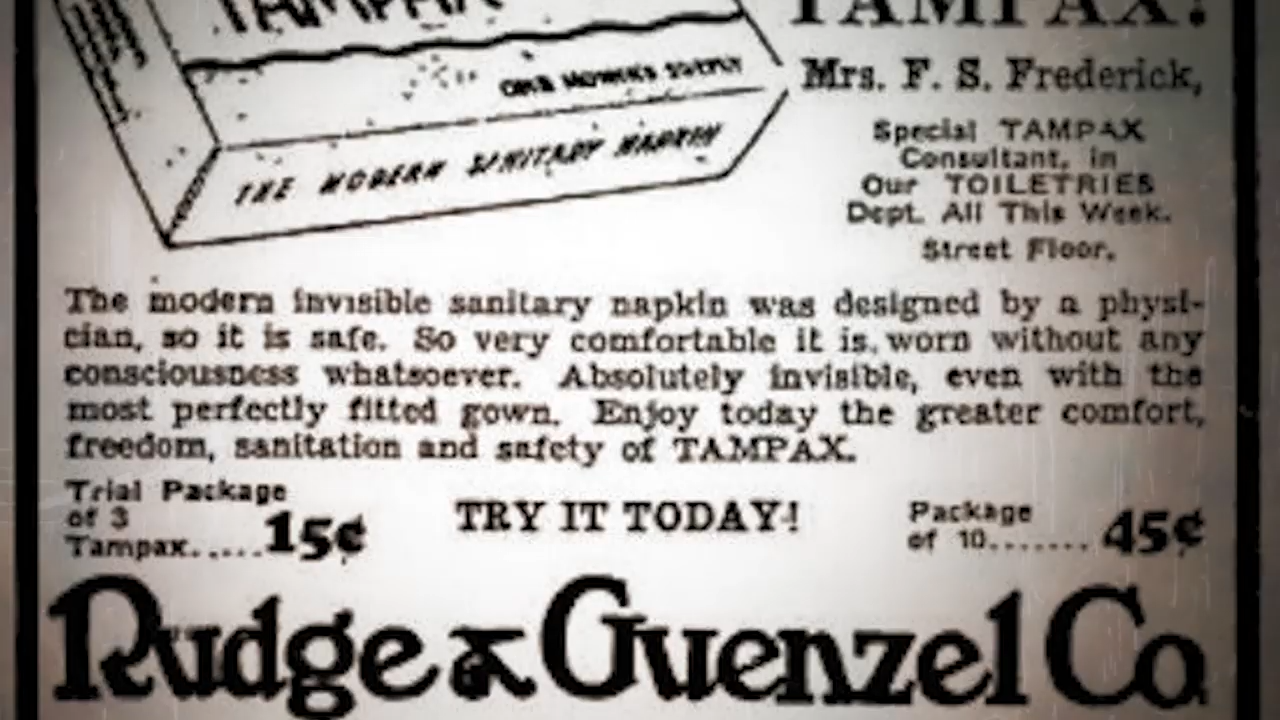 TAMPAX
TAMPAX!
ONE MONTH'S SUPPLY
THE MODERN SANITARY NAPKIN
Mrs. F. S. Frederick,
Special TAMPAX
Consultant, in
Our TOILETRIES
Dept. All This Week.
Street Floor.
The modern invisible sanitary napkin was designed by a physi-
cian, so it is safe. So very comfortable it is worn without any
consciousness whatsoever. Absolutely invisible, even with the
most perfectly fitted gown. Enjoy today the greater comfort,
freedom, sanitation and safety of TAMPAX.
Trial Package
of 3
Tampax......15¢
TRY IT TODAY!
Package
of 10........ 45¢
Rudge & Guenzel Co